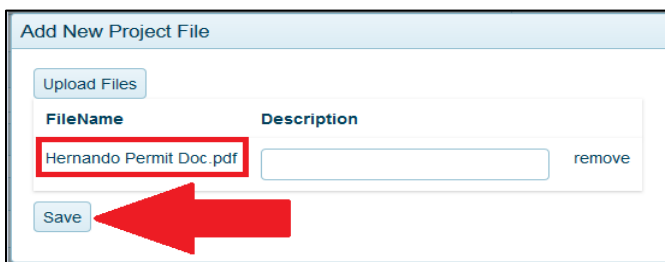 Add New Project File
Upload Files
FileName Description
Hernando Permit Doc.pdf remove
Save